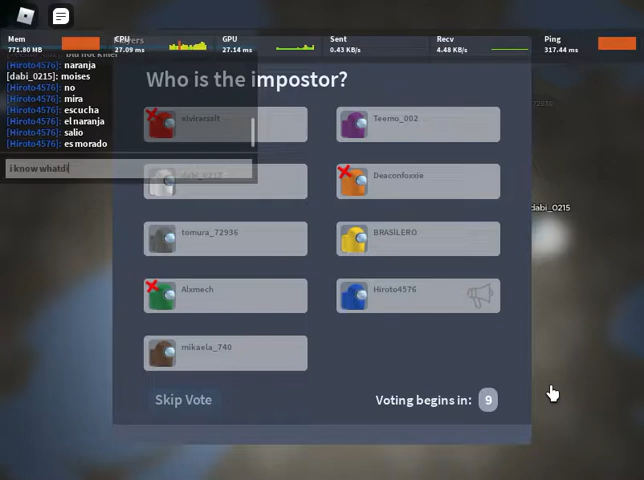 Mem CPU GPU Sent Recv Ping
771.80 MB 27.09 ms 27.14 ms 0.43 KB/s 4.48 KB/s 317.44 ms
[Hiroto4576]: naranja
[dabi_0215]: moises
[Hiroto4576]: no
[Hiroto4576]: mira
[Hiroto4576]: escucha
[Hiroto4576]: el naranja
[Hiroto4576]: salio
[Hiroto4576]: es morado
i know whatdi
Who is the impostor?
Teemo_002
dabi_0215
Deaconfoxxie
tomura_72936
BRASILERO
Alxmech
Hiroto4576
mikaela_740
Skip Vote
Voting begins in: 9
dabi_0215